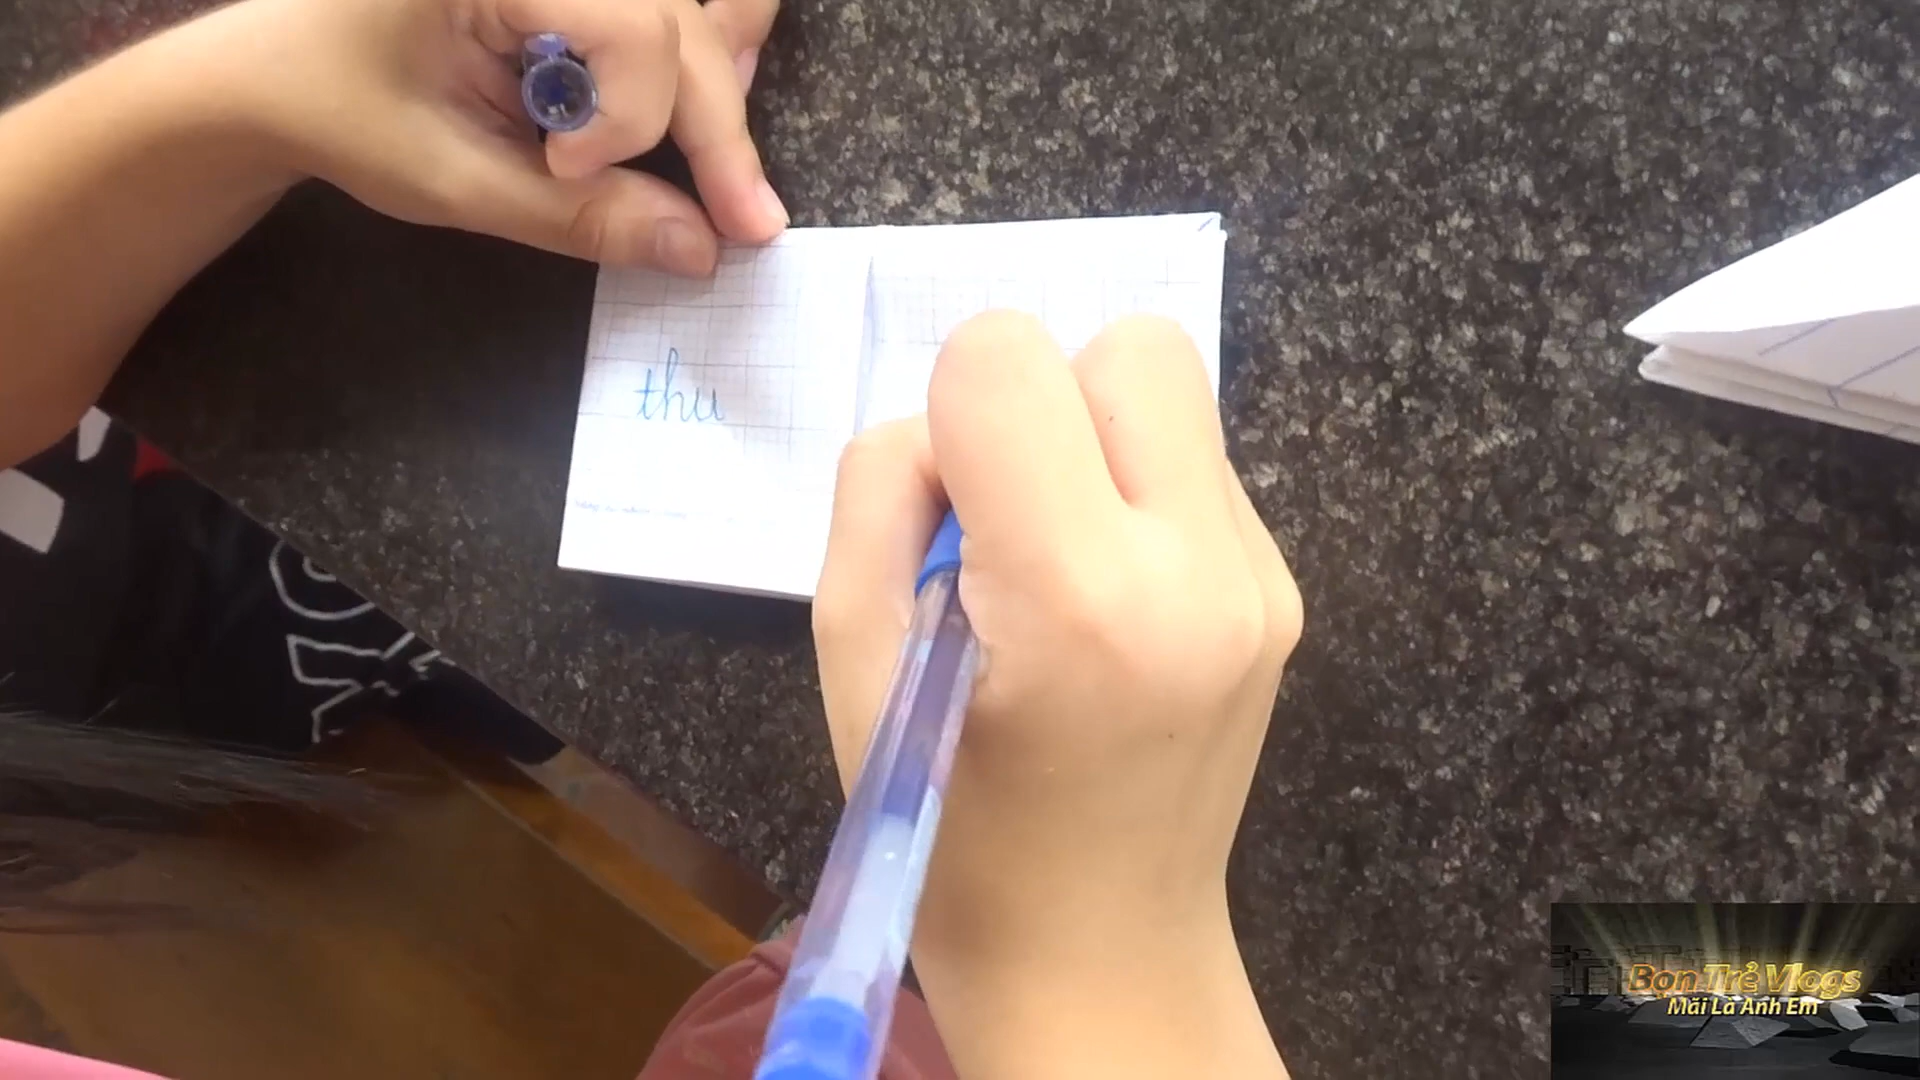 thu
Bọn Trẻ Vlogs
Mãi Là Anh Em